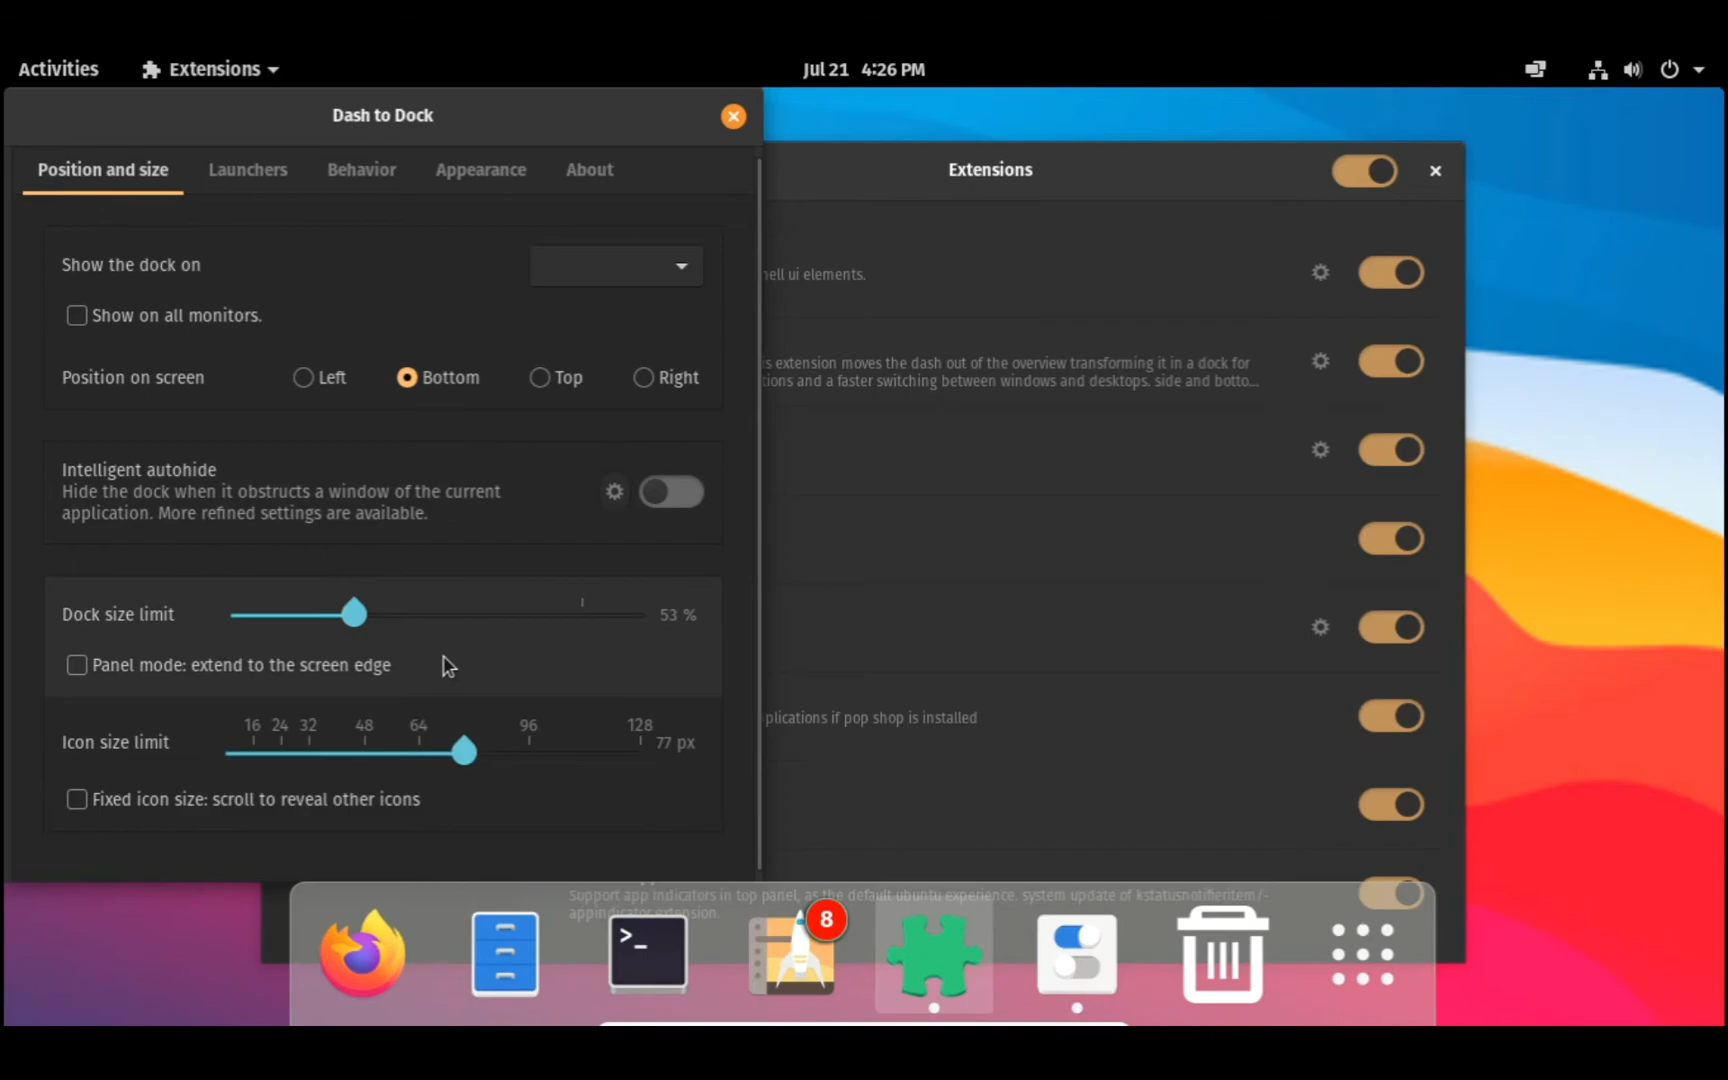 Activities
Extensions
Jul 21 4:26 PM
Dash to Dock
Position and size
Launchers
Behavior
Appearance
About
Show the dock on
Show on all monitors.
Position on screen
Left
Bottom
Top
Right
Intelligent autohide
Hide the dock when it obstructs a window of the current
application. More refined settings are available.
Dock size limit
53 %
Panel mode: extend to the screen edge
16 24 32 48 64 96 128
Icon size limit
77 px
Fixed icon size: scroll to reveal other icons
Extensions
ell ui elements.
s extension moves the dash out of the overview transforming it in a dock for
tions and a faster switching between windows and desktops. side and botto...
plications if pop shop is installed
Support app indicators in top panel, as the default ubuntu experience. system update of kstatusnotifieritem/-
appindicator extension.
>_
8